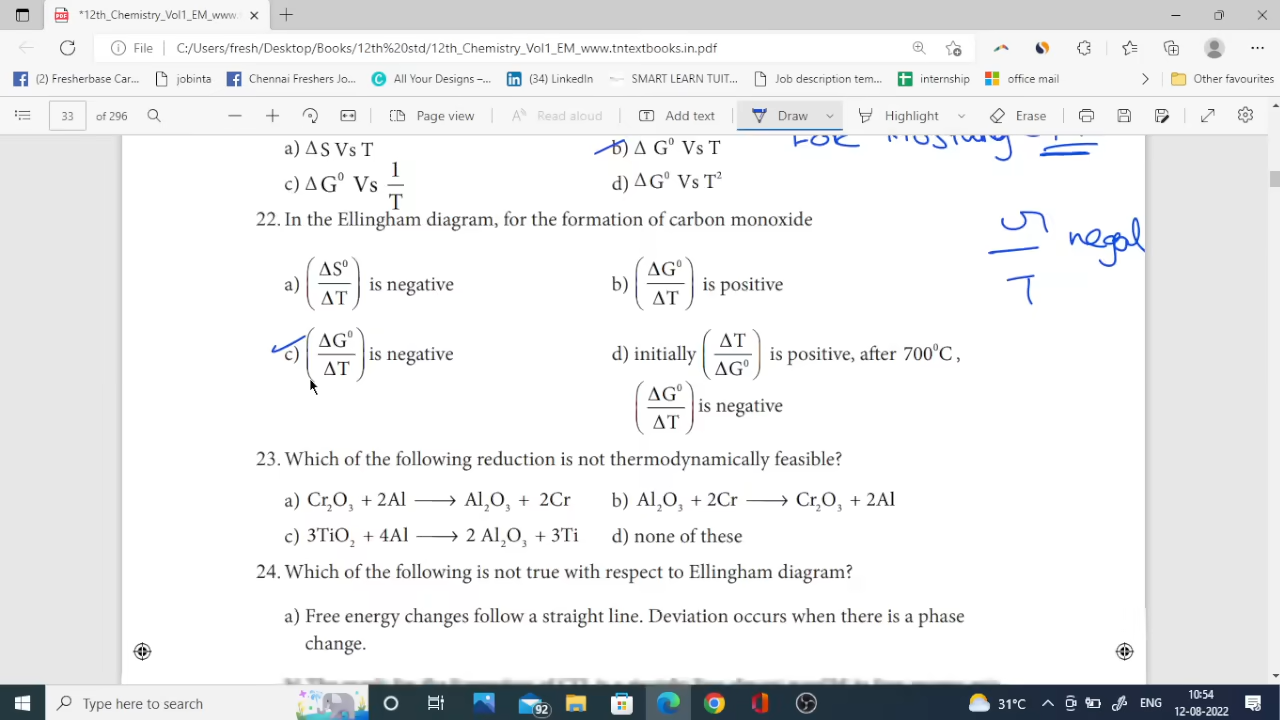 *12th_Chemistry_Vol1_EM_www.
File C:/Users/fresh/Desktop/Books/12th%20std/12th_Chemistry_Vol1_EM_www.tntextbooks.in.pdf
(2) Fresherbase Car... jobinta Chennai Freshers Jo... All Your Designs –... (34) LinkedIn SMART LEARN TUIT... Job description tem... internship office mail Other favourites
33 of 296 Page view Read aloud Add text Draw Highlight Erase
a) ΔS Vs T b) Δ G⁰ Vs T
c) ΔG⁰ Vs 1/T d) ΔG⁰ Vs T²
22. In the Ellingham diagram, for the formation of carbon monoxide
a) (ΔS⁰/ΔT) is negative b) (ΔG⁰/ΔT) is positive
c) (ΔG⁰/ΔT) is negative d) initially (ΔT/ΔG⁰) is positive, after 700⁰C,
(ΔG⁰/ΔT) is negative
23. Which of the following reduction is not thermodynamically feasible?
a) Cr₂O₃ + 2Al ⟶ Al₂O₃ + 2Cr b) Al₂O₃ + 2Cr ⟶ Cr₂O₃ + 2Al
c) 3TiO₂ + 4Al ⟶ 2 Al₂O₃ + 3Ti d) none of these
24. Which of the following is not true with respect to Ellingham diagram?
a) Free energy changes follow a straight line. Deviation occurs when there is a phase
change.
Type here to search 92 31°C ENG 10:54
12-08-2022